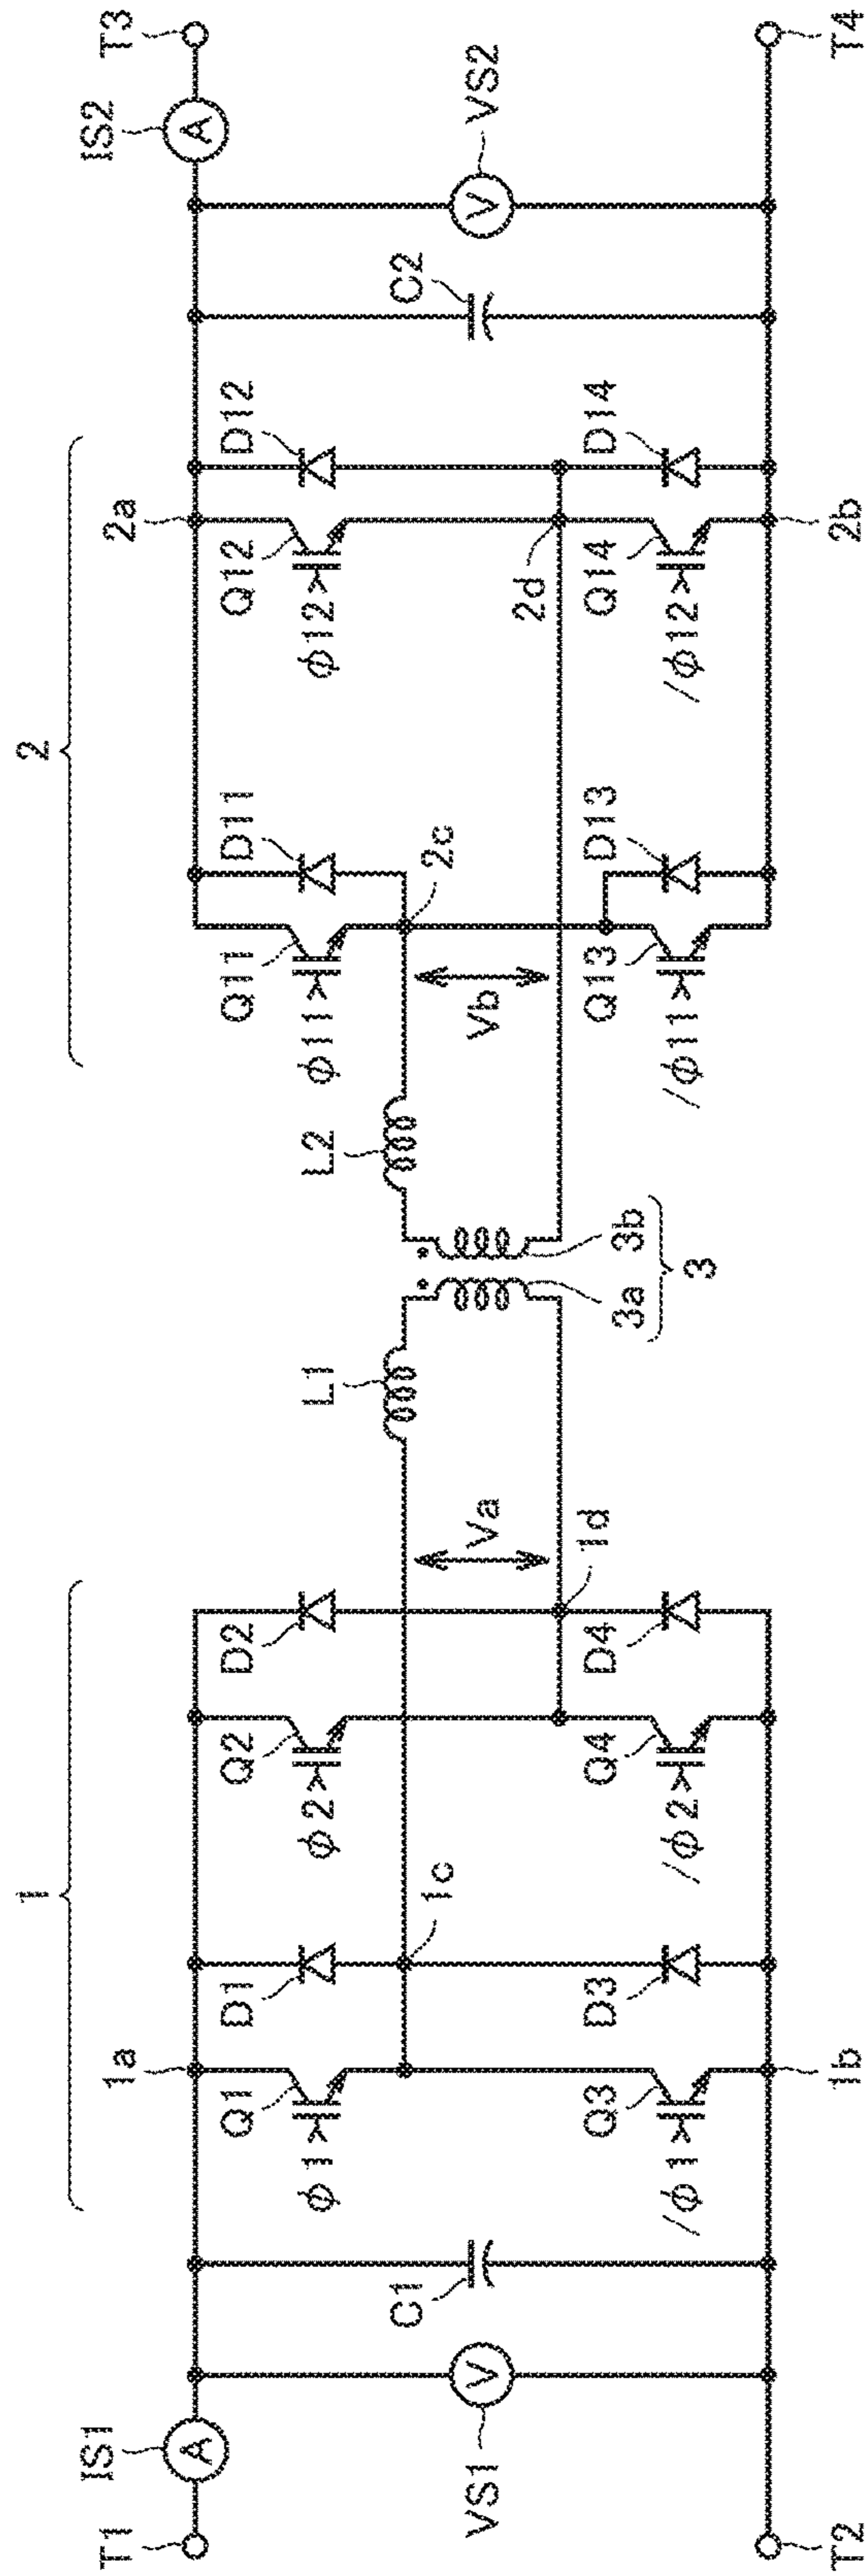 1
2
IS1
T1
A
1a
Q1
D1
Q2
D2
Q11
D11
2a
Q12
D12
IS2
T3
A
φ1
φ2
φ11
φ12
1c
L1
L2
2c
C1
C2
VS1
V
Va
Vb
V
VS2
3a
3b
3
1d
2d
Q3
D3
Q4
D4
Q13
D13
Q14
D14
/φ1
/φ2
/φ11
/φ12
T2
1b
2b
T4